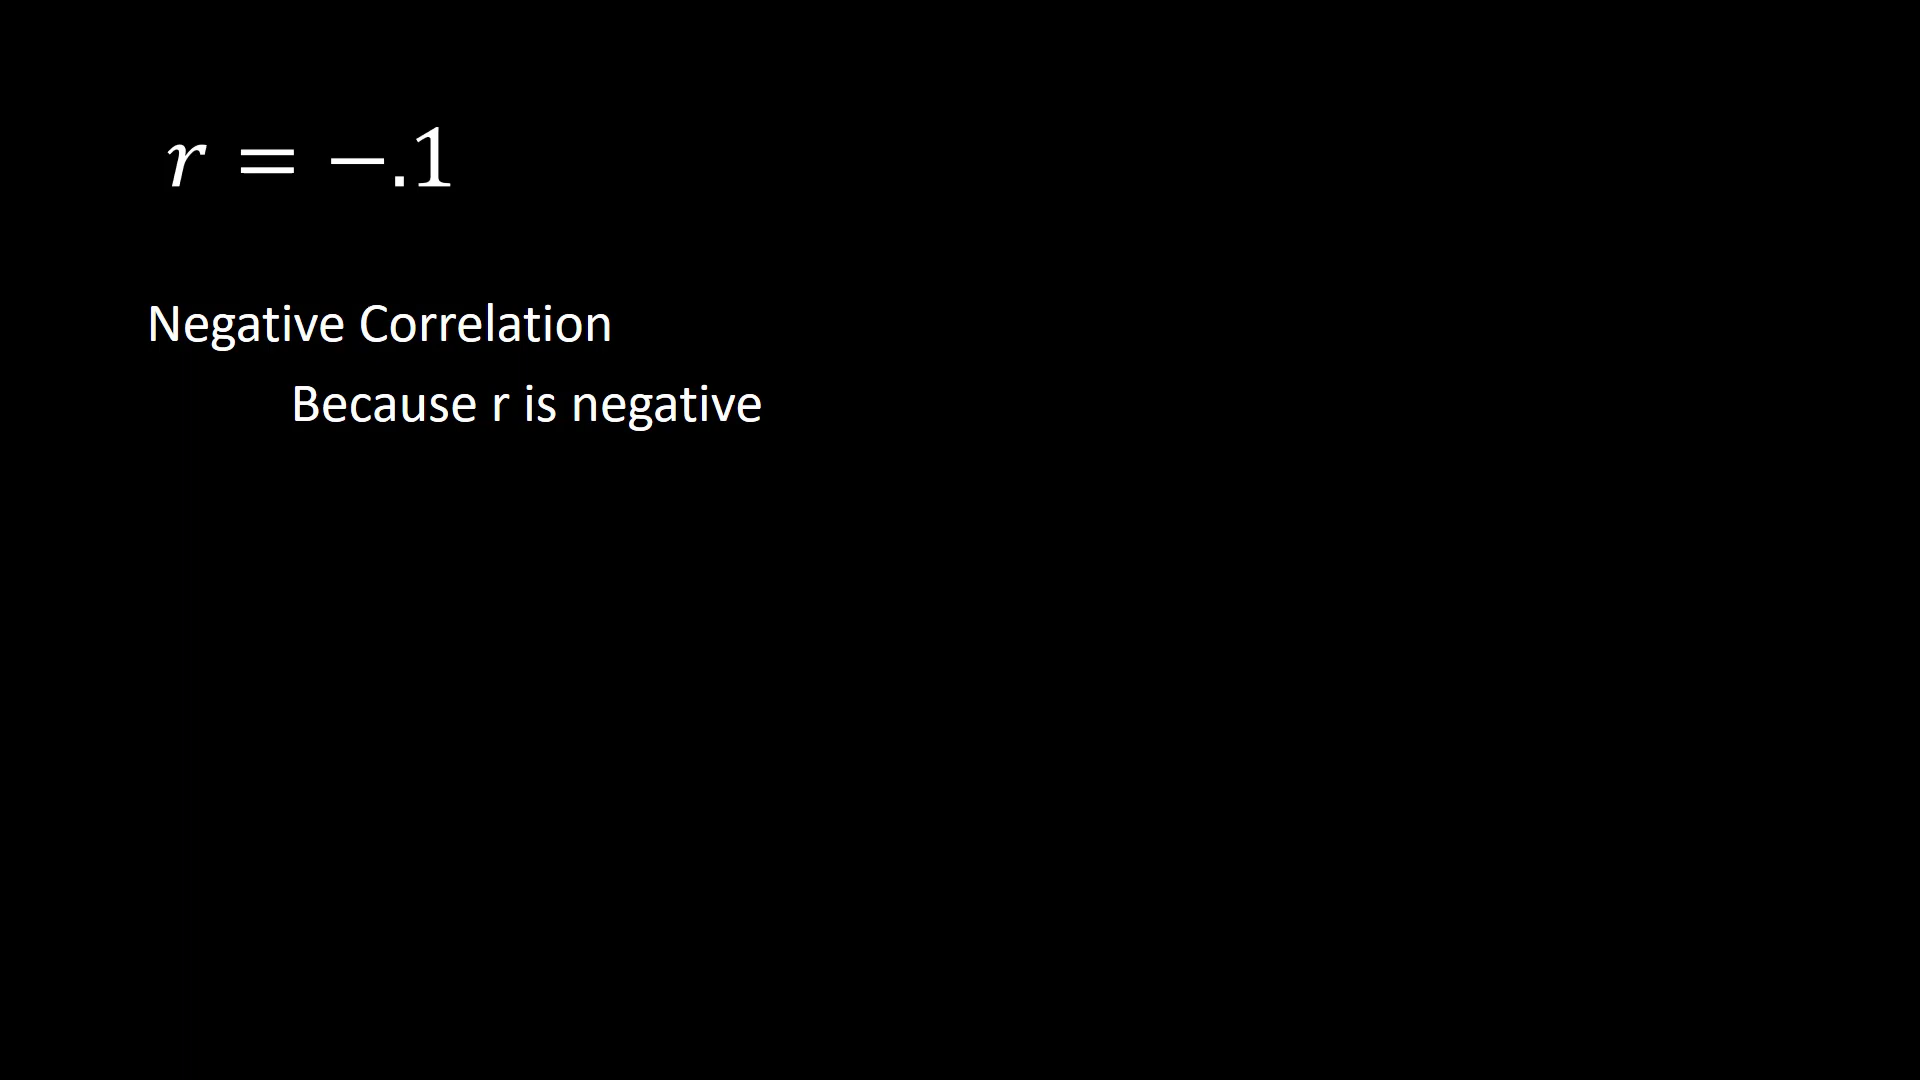 r = −.1
Negative Correlation
Because r is negative